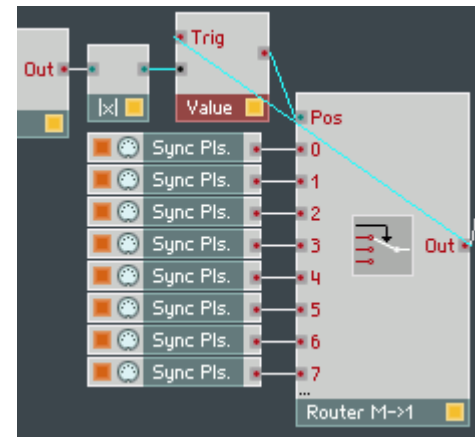 Trig
Out
|x|
Value
Pos
Sync Pls. 0
Sync Pls. 1
Sync Pls. 2
Sync Pls. 3
Out
Sync Pls. 4
Sync Pls. 5
Sync Pls. 6
Sync Pls. 7
...
Router M->1